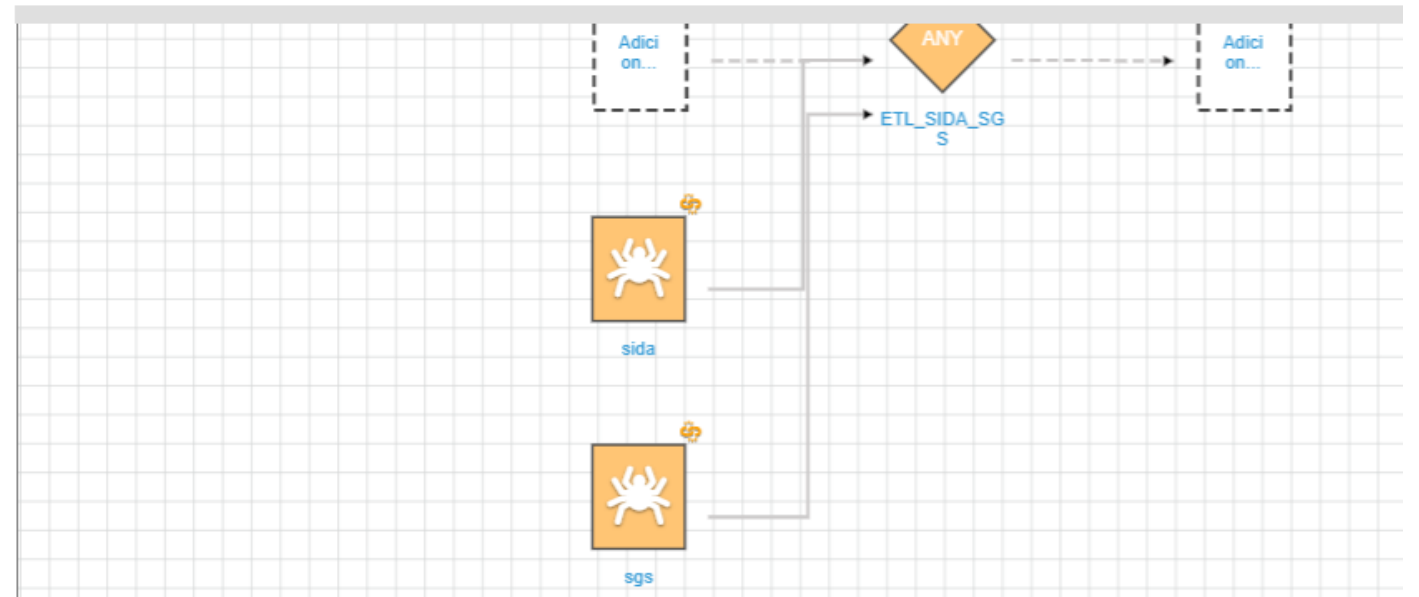 Adici
on...
ANY
Adici
on...
ETL_SIDA_SG
S
sida
sgs